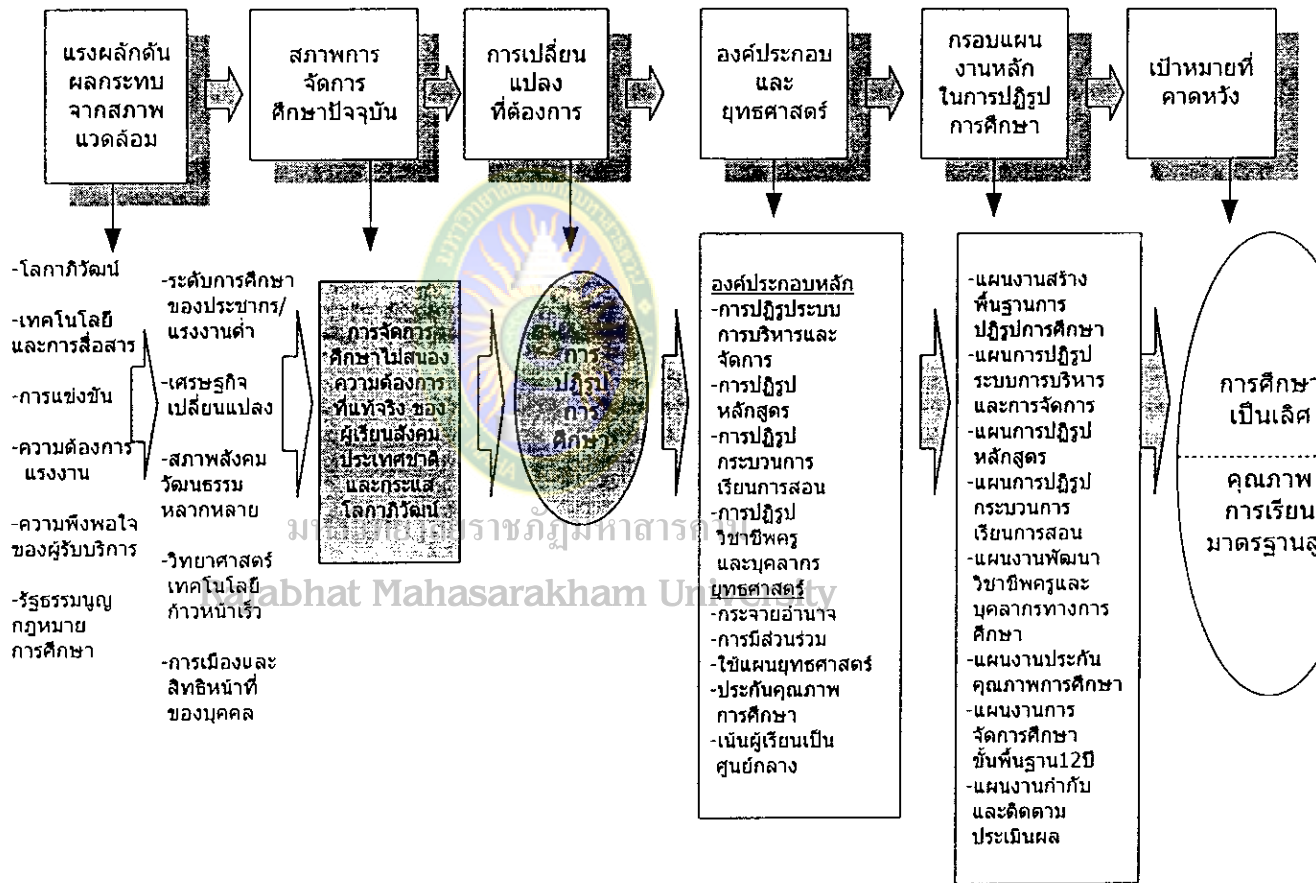 แรงผลักดัน
ผลกระทบ
จากสภาพ
แวดล้อม
สภาพการ
จัดการ
ศึกษาปัจจุบัน
การเปลี่ยน
แปลง
ที่ต้องการ
องค์ประกอบ
และ
ยุทธศาสตร์
กรอบแผน
งานหลัก
ในการปฏิรูป
การศึกษา
เป้าหมายที่
คาดหวัง
-โลกาภิวัฒน์
-เทคโนโลยี
และการสื่อสาร
-การแข่งขัน
-ความต้องการ
แรงงาน
-ความพึงพอใจ
ของผู้รับบริการ
-รัฐธรรมนูญ
กฎหมาย
การศึกษา
-ระดับการศึกษา
ของประชากร/
แรงงานต่ำ
-เศรษฐกิจ
เปลี่ยนแปลง
-สภาพสังคม
วัฒนธรรม
หลากหลาย
-วิทยาศาสตร์
เทคโนโลยี
ก้าวหน้าเร็ว
-การเมืองและ
สิทธิหน้าที่
ของบุคคล
การจัดการ
ศึกษาไม่สนอง
ความต้องการ
ที่แท้จริง ของ
ผู้เรียนสังคม
ประเทศชาติ
และกระแส
โลกาภิวัฒน์
การ
ปฏิรูป
การ
ศึกษา
องค์ประกอบหลัก
-การปฏิรูประบบ
การบริหารและ
จัดการ
-การปฏิรูป
หลักสูตร
-การปฏิรูป
กระบวนการ
เรียนการสอน
-การปฏิรูป
วิชาชีพครู
และบุคลากร
ยุทธศาสตร์
-กระจายอำนาจ
-การมีส่วนร่วม
-ใช้แผนยุทธศาสตร์
-ประกันคุณภาพ
การศึกษา
-เน้นผู้เรียนเป็น
ศูนย์กลาง
-แผนงานสร้าง
พื้นฐานการ
ปฏิรูปการศึกษา
-แผนการปฏิรูป
ระบบการบริหาร
และการจัดการ
-แผนการปฏิรูป
หลักสูตร
-แผนการปฏิรูป
กระบวนการ
เรียนการสอน
-แผนงานพัฒนา
วิชาชีพครูและ
บุคลากรทางการ
ศึกษา
-แผนงานประกัน
คุณภาพการศึกษา
-แผนงานการ
จัดการศึกษา
ขั้นพื้นฐาน12ปี
-แผนงานกำกับ
และติดตาม
ประเมินผล
การศึกษา
เป็นเลิศ
คุณภาพ
การเรียน
มาตรฐานสู
มหาวิทยาลัยราชภัฏมหาสารคาม
Rajabhat Mahasarakham University